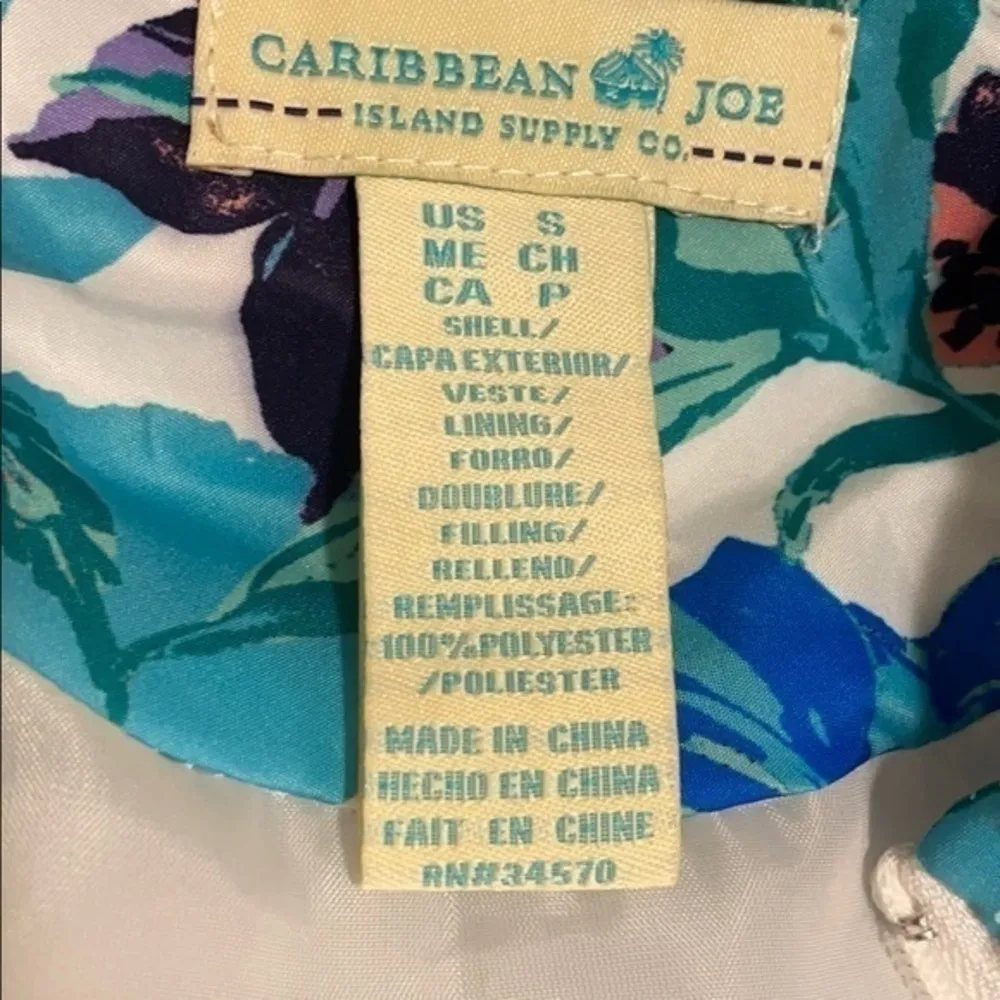 CARIBBEAN JOE
ISLAND SUPPLY CO.
US S
ME CH
CA P
SHELL/
CAPA EXTERIOR/
VESTE/
LINING/
FORRO/
DOUBLURE/
FILLING/
RELLENO/
REMPLISSAGE:
100%POLYESTER
/POLIESTER
MADE IN CHINA
HECHO EN CHINA
FAIT EN CHINE
RN#34570